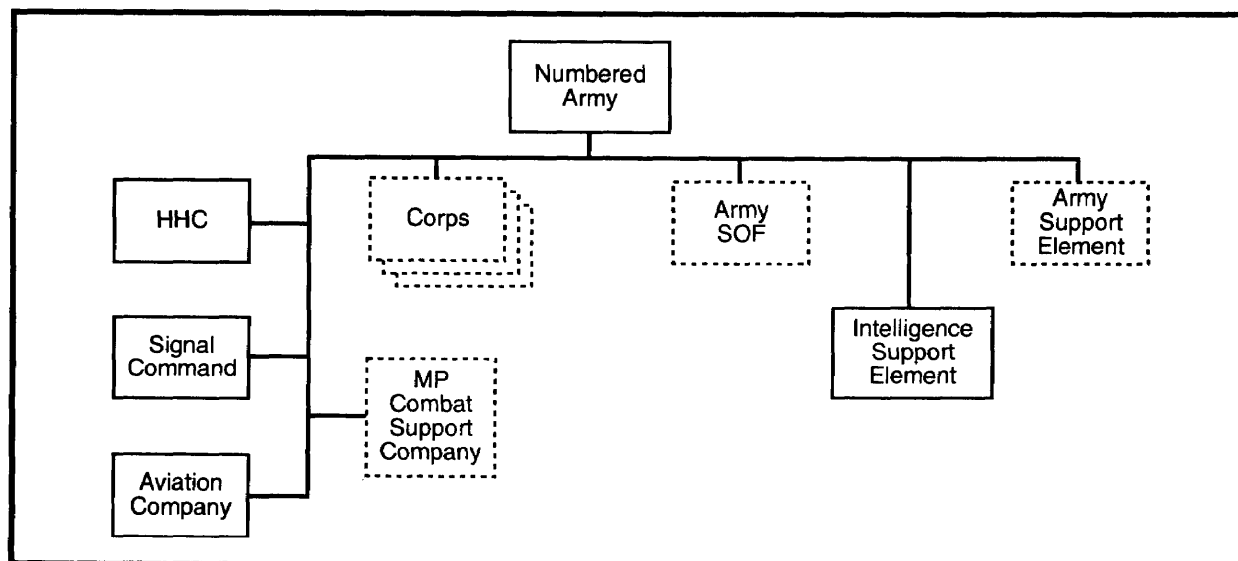 Numbered
Army
HHC
Corps
Army
SOF
Army
Support
Element
Signal
Command
Intelligence
Support
Element
MP
Combat
Support
Company
Aviation
Company